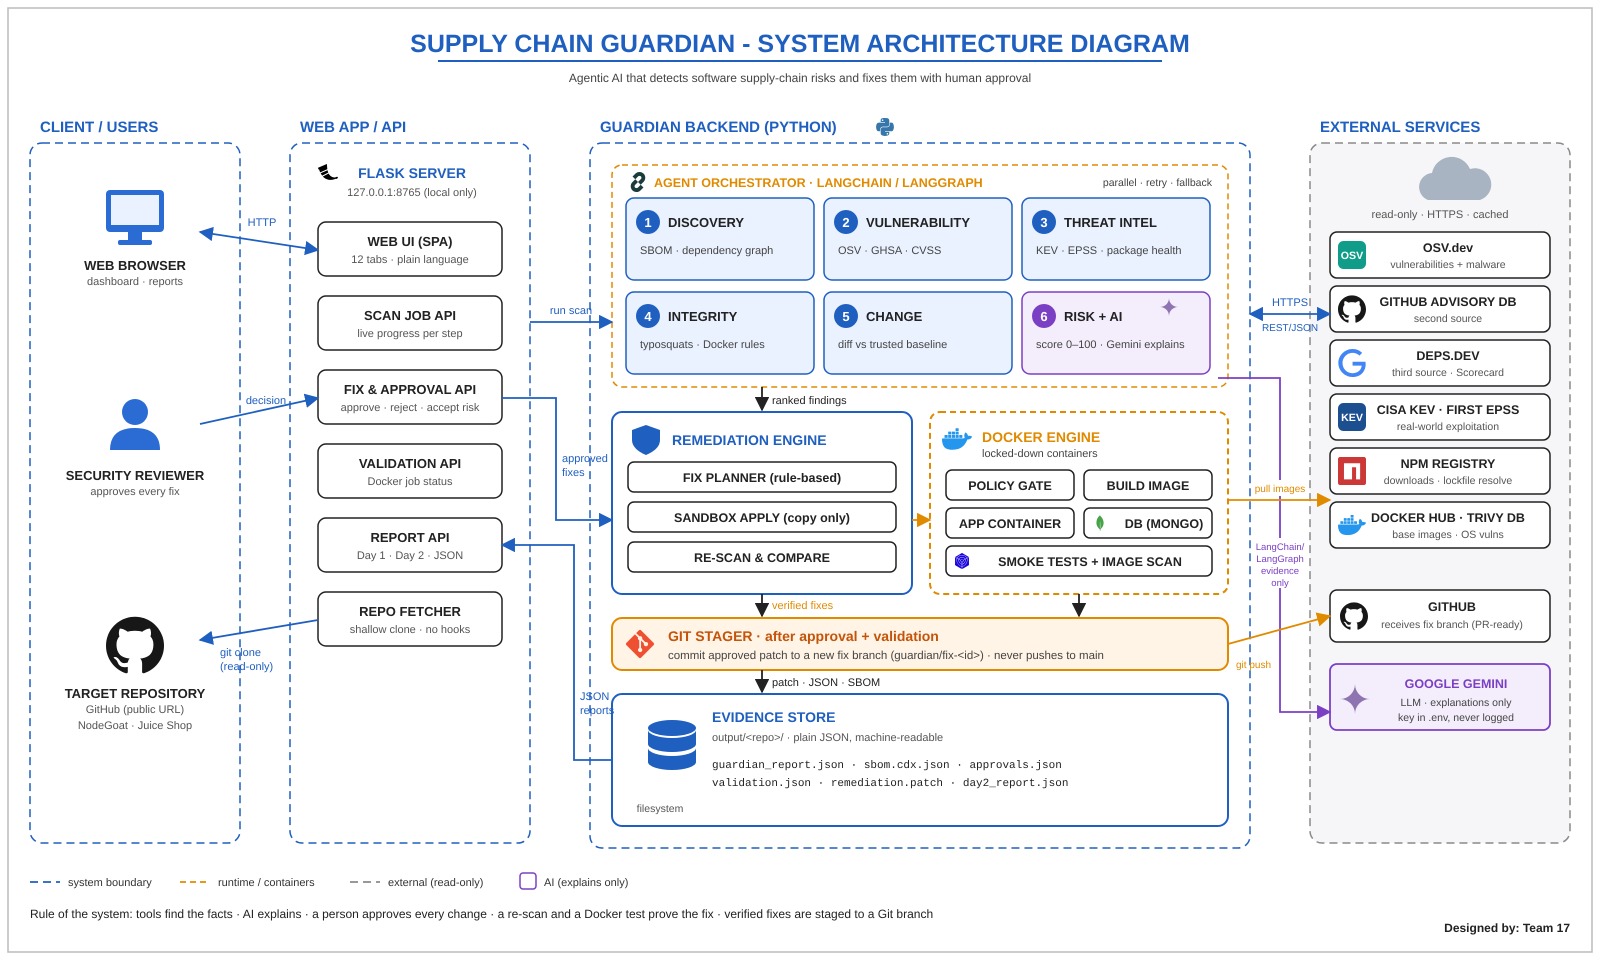 SUPPLY CHAIN GUARDIAN - SYSTEM ARCHITECTURE DIAGRAM
Agentic AI that detects software supply-chain risks and fixes them with human approval
CLIENT / USERS
WEB BROWSER
dashboard · reports
SECURITY REVIEWER
approves every fix
TARGET REPOSITORY
GitHub (public URL)
NodeGoat · Juice Shop
HTTP
decision
git clone
(read-only)
WEB APP / API
FLASK SERVER
127.0.0.1:8765 (local only)
WEB UI (SPA)
12 tabs · plain language
SCAN JOB API
live progress per step
FIX & APPROVAL API
approve · reject · accept risk
VALIDATION API
Docker job status
REPORT API
Day 1 · Day 2 · JSON
REPO FETCHER
shallow clone · no hooks
run scan
approved
fixes
JSON
reports
GUARDIAN BACKEND (PYTHON)
AGENT ORCHESTRATOR · LANGCHAIN / LANGGRAPH
parallel · retry · fallback
1 DISCOVERY
SBOM · dependency graph
2 VULNERABILITY
OSV · GHSA · CVSS
3 THREAT INTEL
KEV · EPSS · package health
4 INTEGRITY
typosquats · Docker rules
5 CHANGE
diff vs trusted baseline
6 RISK + AI
score 0–100 · Gemini explains
ranked findings
REMEDIATION ENGINE
FIX PLANNER (rule-based)
SANDBOX APPLY (copy only)
RE-SCAN & COMPARE
DOCKER ENGINE
locked-down containers
POLICY GATE
BUILD IMAGE
APP CONTAINER
DB (MONGO)
SMOKE TESTS + IMAGE SCAN
verified fixes
GIT STAGER · after approval + validation
commit approved patch to a new fix branch (guardian/fix-<id>) · never pushes to main
patch · JSON · SBOM
EVIDENCE STORE
output/<repo>/ · plain JSON, machine-readable
guardian_report.json · sbom.cdx.json · approvals.json
validation.json · remediation.patch · day2_report.json
filesystem
HTTPS
REST/JSON
pull images
LangChain/
LangGraph
evidence
only
git push
EXTERNAL SERVICES
read-only · HTTPS · cached
OSV
OSV.dev
vulnerabilities + malware
GITHUB ADVISORY DB
second source
DEPS.DEV
third source · Scorecard
KEV
CISA KEV · FIRST EPSS
real-world exploitation
NPM REGISTRY
downloads · lockfile resolve
DOCKER HUB · TRIVY DB
base images · OS vulns
GITHUB
receives fix branch (PR-ready)
GOOGLE GEMINI
LLM · explanations only
key in .env, never logged
system boundary
runtime / containers
external (read-only)
AI (explains only)
Rule of the system: tools find the facts · AI explains · a person approves every change · a re-scan and a Docker test prove the fix · verified fixes are staged to a Git branch
Designed by: Team 17